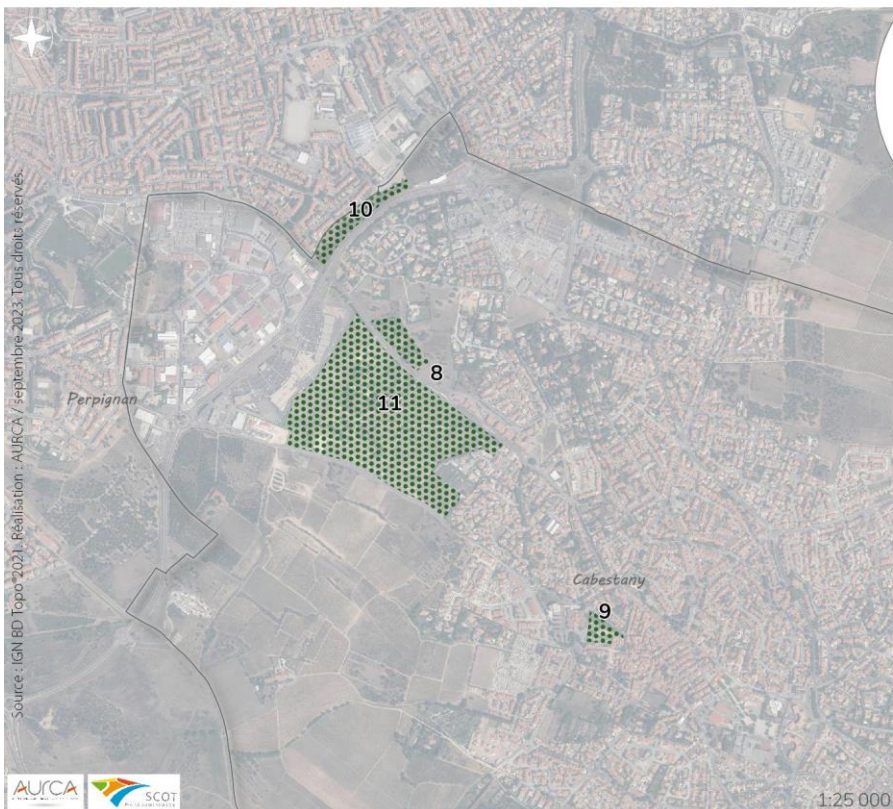 10
8
11
Perpignan
Cabestany
9
Source : IGN BD Topo 2021. Réalisation : AURCA / septembre 2023. Tous droits réservés.
AURCA
SCOT
1:25 000